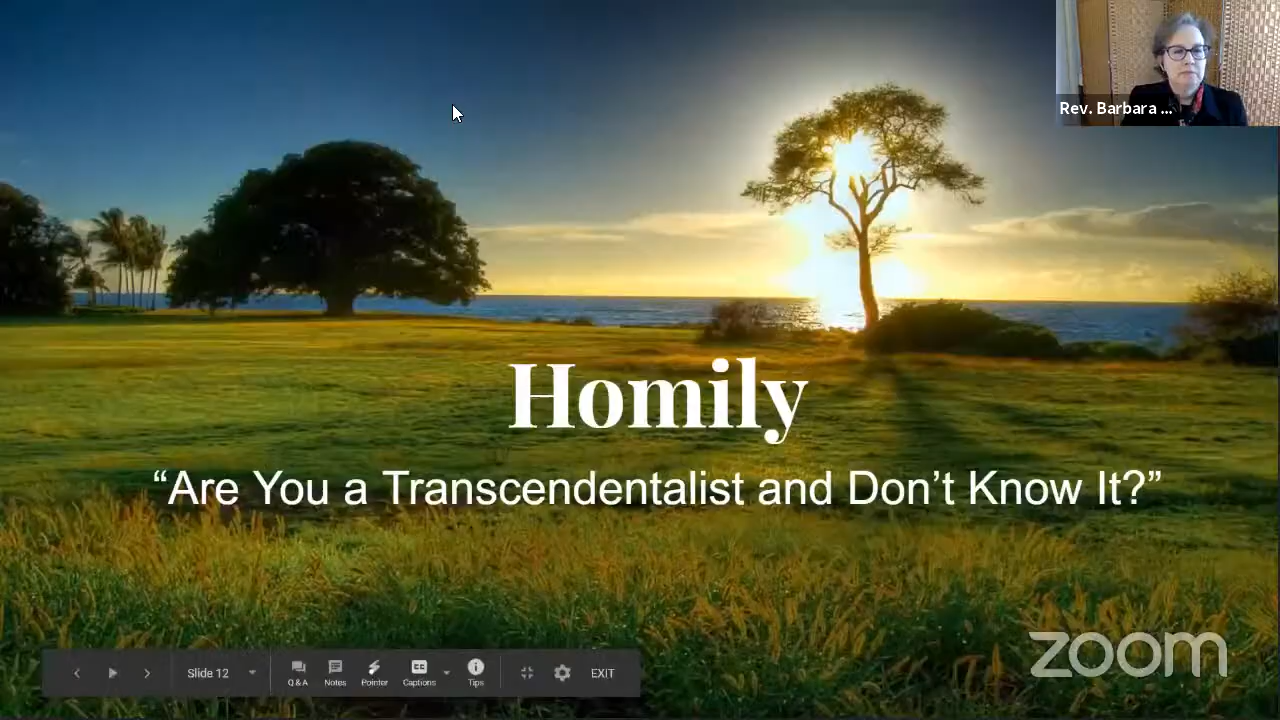 Rev. Barbara ...
Homily
“Are You a Transcendentalist and Don’t Know It?”
zoom
Slide 12
Q & A
Notes
Pointer
Captions
Tips
EXIT